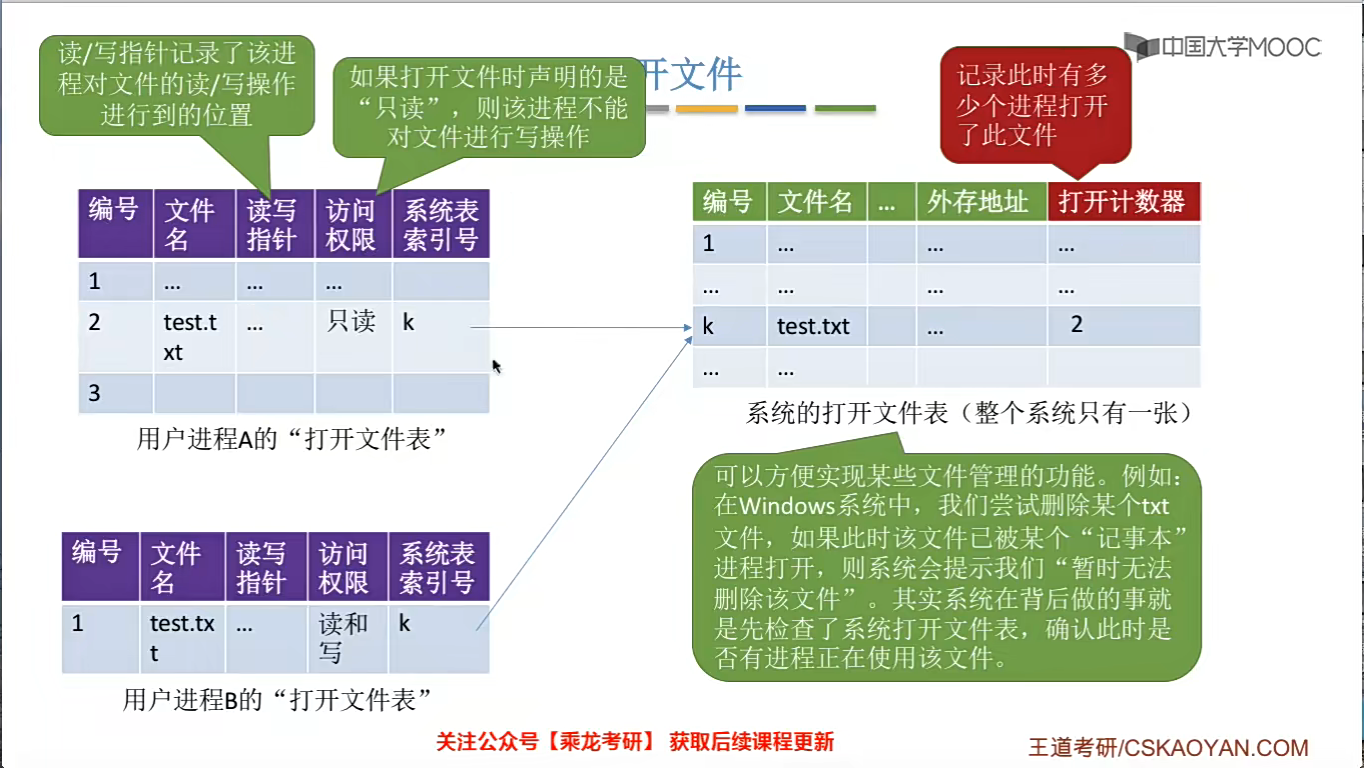 中国大学MOOC
开文件
读/写指针记录了该进
程对文件的读/写操作
进行到的位置
如果打开文件时声明的是
“只读”，则该进程不能
对文件进行写操作
记录此时有多
少个进程打开
了此文件
编号 文件名 读写指针 访问权限 系统表索引号
1 ... ... ...
2 test.txt ... 只读 k
3
用户进程A的“打开文件表”
编号 文件名 ... 外存地址 打开计数器
1 ... ... ...
... ... ... ...
k test.txt ... 2
... ...
系统的打开文件表（整个系统只有一张）
可以方便实现某些文件管理的功能。例如：
在Windows系统中，我们尝试删除某个txt
文件，如果此时该文件已被某个“记事本”
进程打开，则系统会提示我们“暂时无法
删除该文件”。其实系统在背后做的事就
是先检查了系统打开文件表，确认此时是
否有进程正在使用该文件。
编号 文件名 读写指针 访问权限 系统表索引号
1 test.txt ... 读和写 k
用户进程B的“打开文件表”
关注公众号【乘龙考研】 获取后续课程更新
王道考研/CSKAOYAN.COM